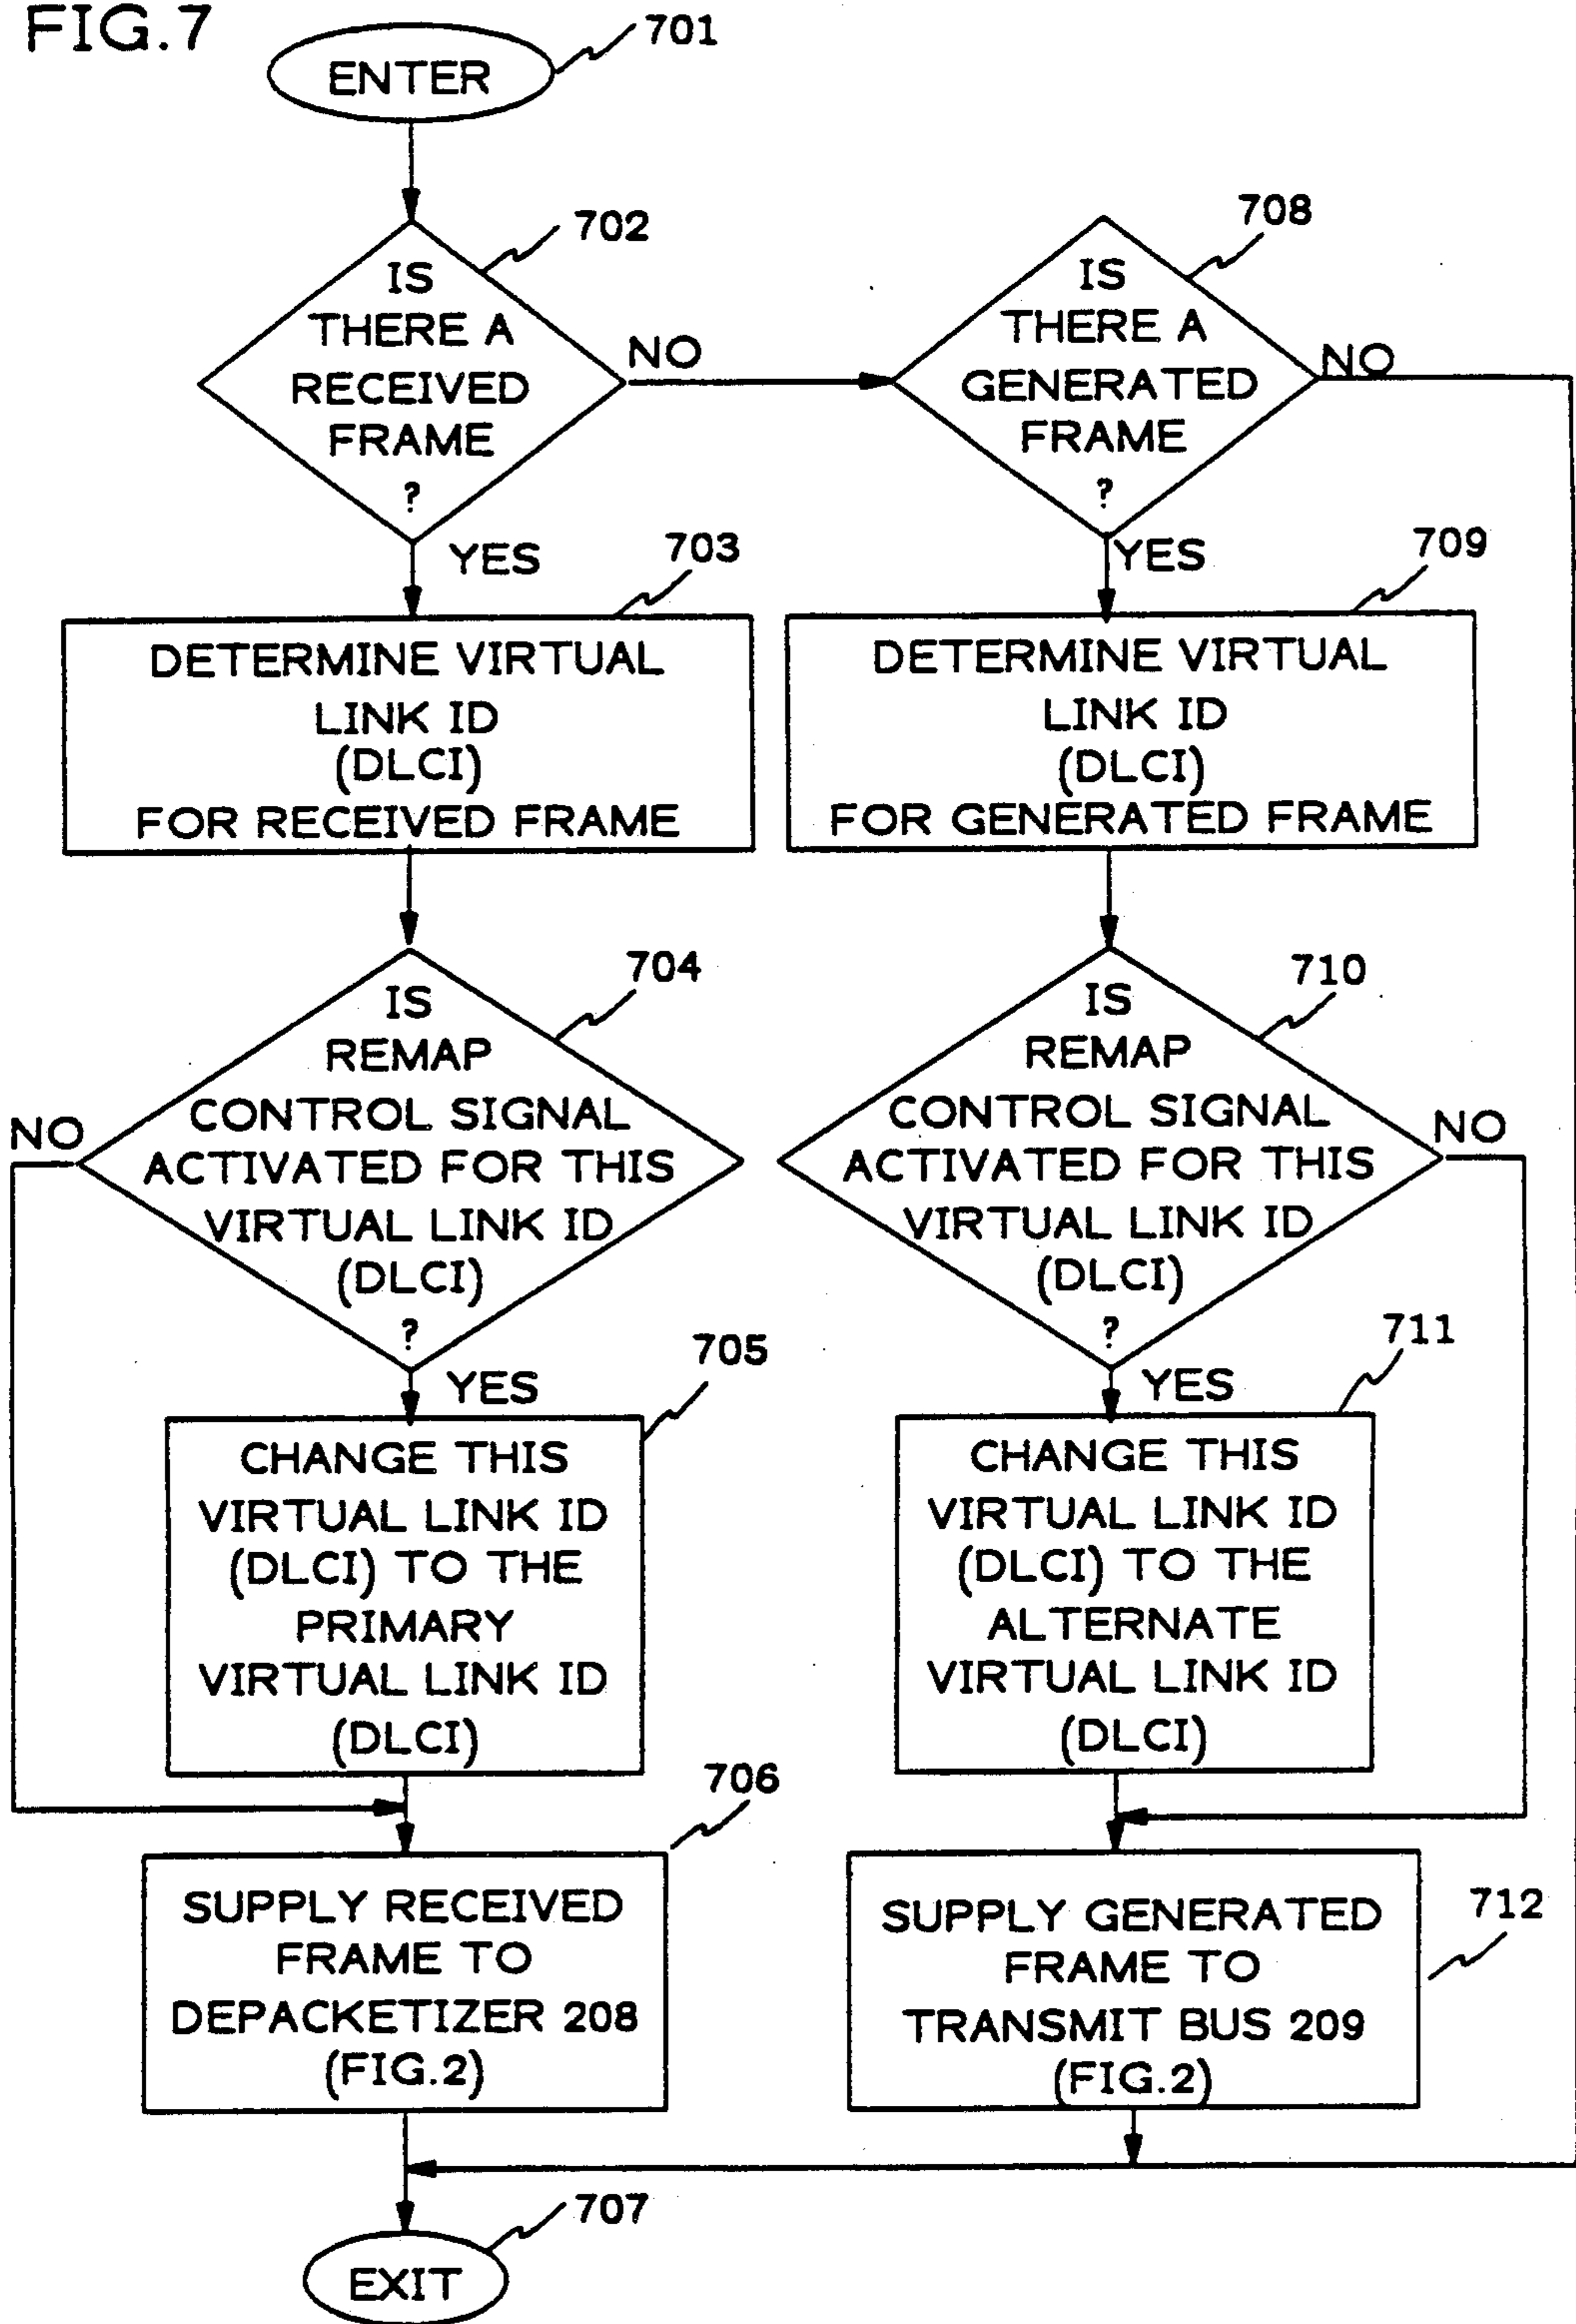 FIG.7
ENTER
701
702
IS
THERE A
RECEIVED
FRAME
?
NO
YES
703
DETERMINE VIRTUAL
LINK ID
(DLCI)
FOR RECEIVED FRAME
704
IS
REMAP
CONTROL SIGNAL
ACTIVATED FOR THIS
VIRTUAL LINK ID
(DLCI)
?
NO
YES
705
CHANGE THIS
VIRTUAL LINK ID
(DLCI) TO THE
PRIMARY
VIRTUAL LINK ID
(DLCI)
706
SUPPLY RECEIVED
FRAME TO
DEPACKETIZER 208
(FIG.2)
707
EXIT
708
IS
THERE A
GENERATED
FRAME
?
NO
YES
709
DETERMINE VIRTUAL
LINK ID
(DLCI)
FOR GENERATED FRAME
710
IS
REMAP
CONTROL SIGNAL
ACTIVATED FOR THIS
VIRTUAL LINK ID
(DLCI)
?
NO
YES
711
CHANGE THIS
VIRTUAL LINK ID
(DLCI) TO THE
ALTERNATE
VIRTUAL LINK ID
(DLCI)
712
SUPPLY GENERATED
FRAME TO
TRANSMIT BUS 209
(FIG.2)